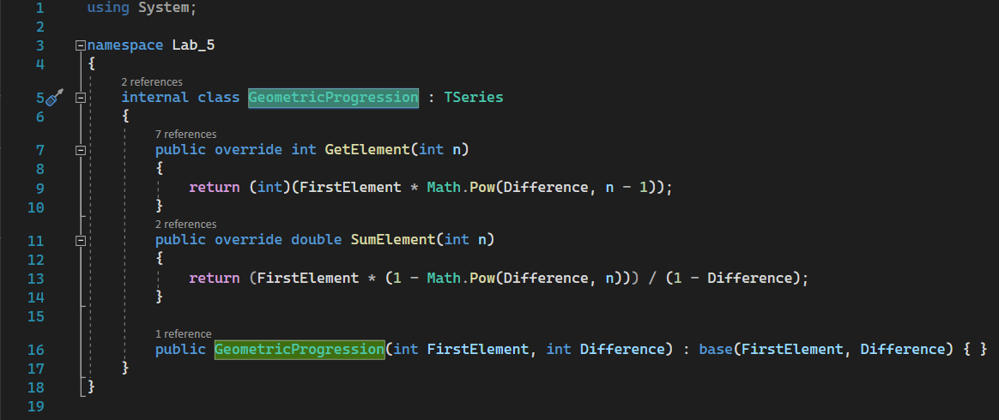 1 using System;
2
3 namespace Lab_5
4 {
2 references
5 internal class GeometricProgression : TSeries
6 {
7 references
7 public override int GetElement(int n)
8 {
9 return (int)(FirstElement * Math.Pow(Difference, n - 1));
10 }
2 references
11 public override double SumElement(int n)
12 {
13 return (FirstElement * (1 - Math.Pow(Difference, n))) / (1 - Difference);
14 }
15
1 reference
16 public GeometricProgression(int FirstElement, int Difference) : base(FirstElement, Difference) { }
17 }
18 }
19